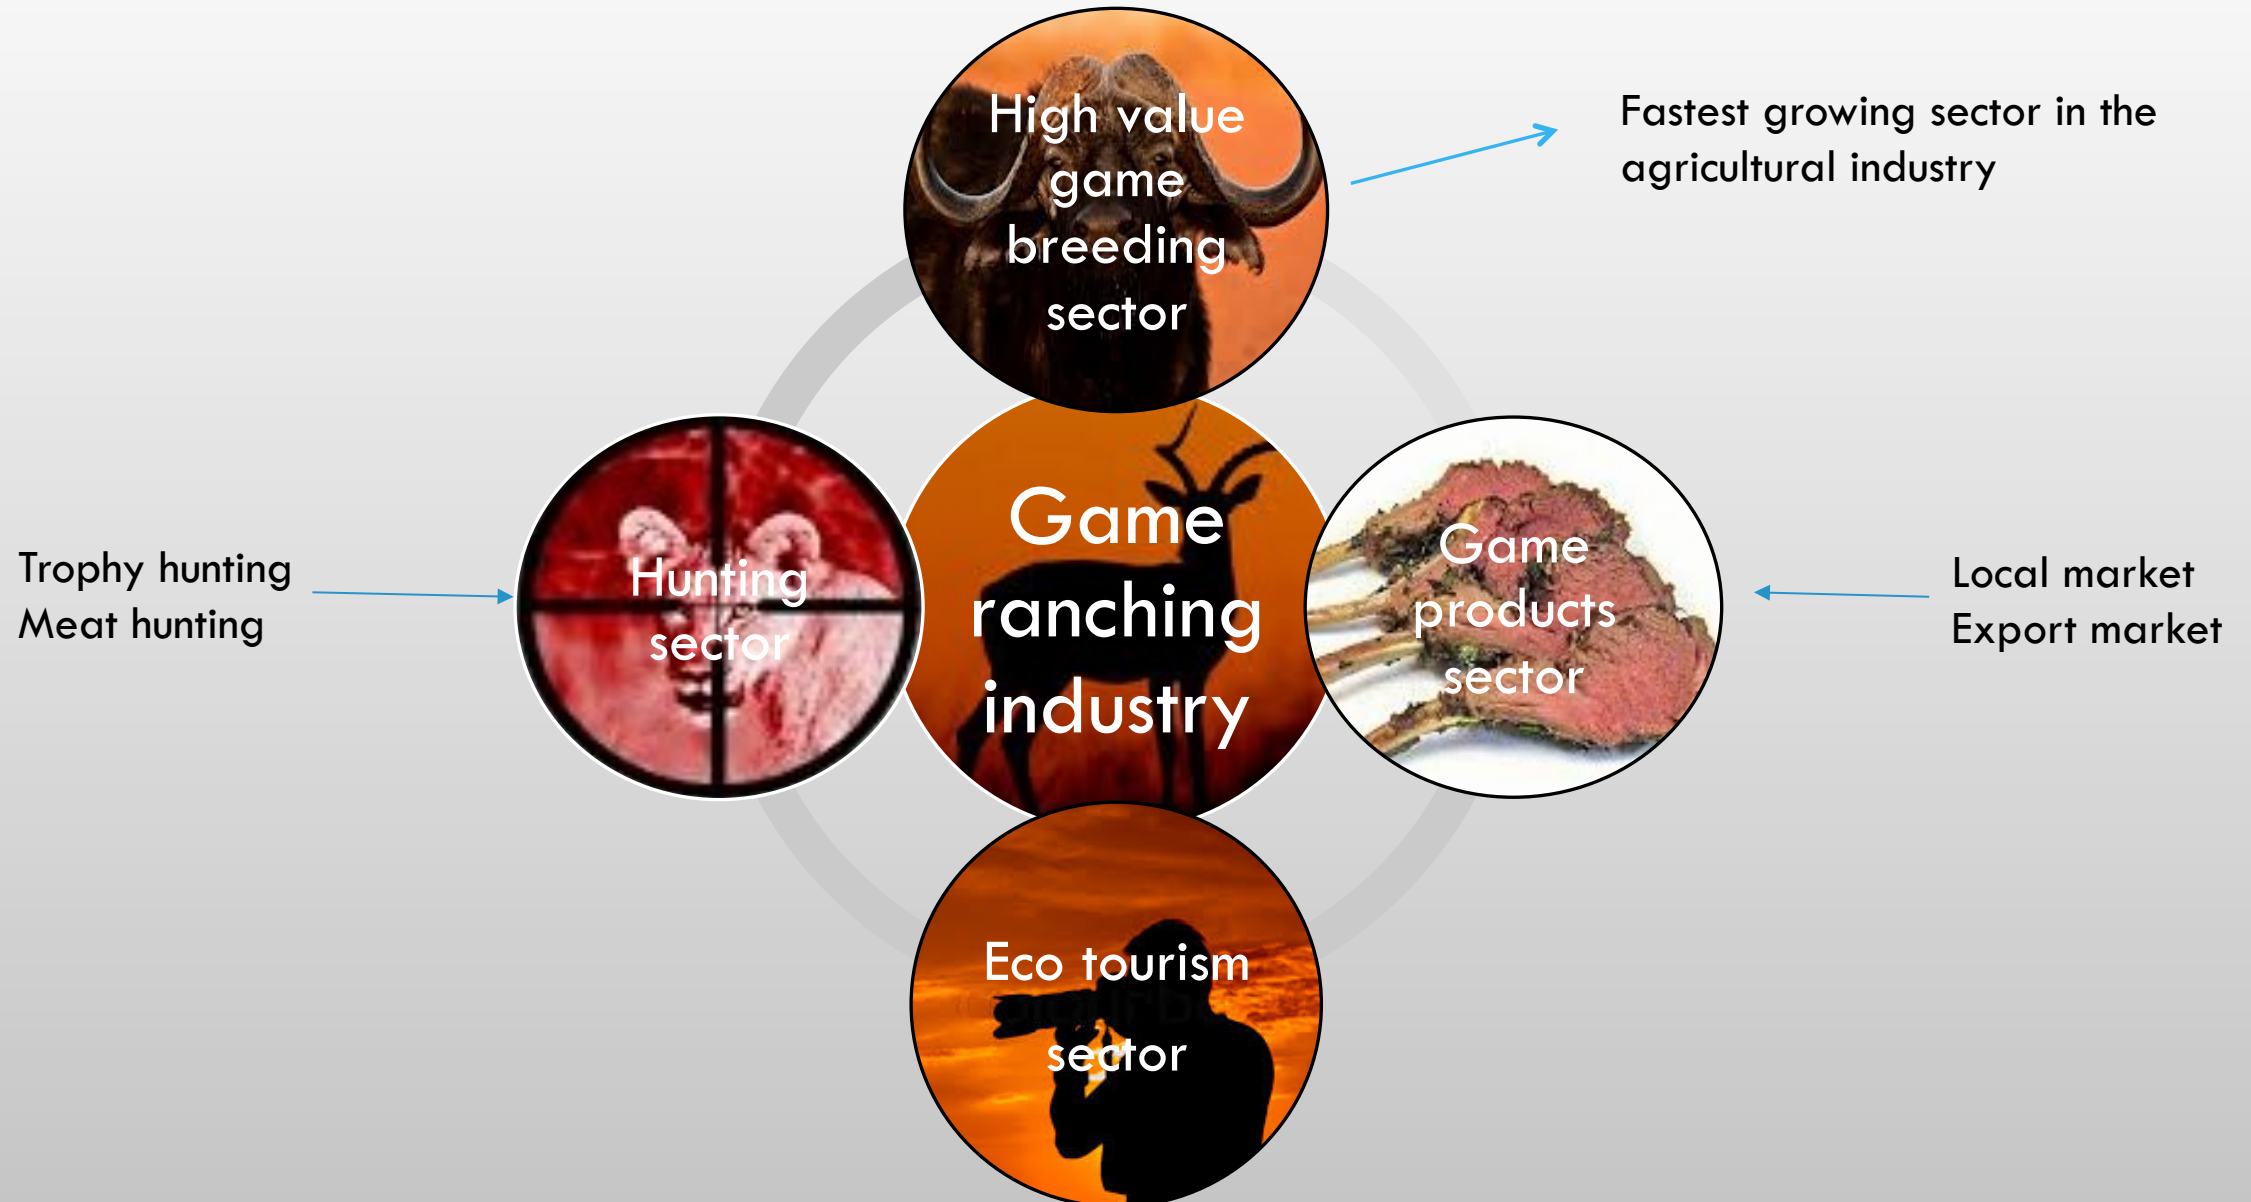 High value
game
breeding
sector
Fastest growing sector in the
agricultural industry
Trophy hunting
Meat hunting
Hunting
sector
Game
ranching
industry
Game
products
sector
Local market
Export market
Eco tourism
sector